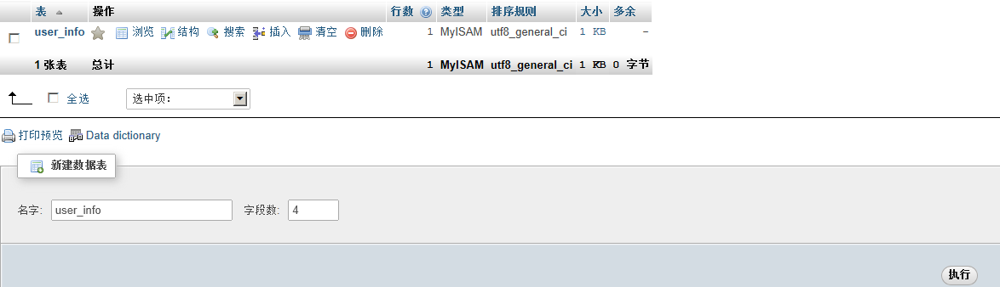 表 操作 行数 类型 排序规则 大小 多余
user_info 浏览 结构 搜索 插入 清空 删除 1 MyISAM utf8_general_ci 1 KB -
1 张表 总计 1 MyISAM utf8_general_ci 1 KB 0 字节
全选 选中项：
打印预览 Data dictionary
新建数据表
名字: user_info 字段数: 4
执行